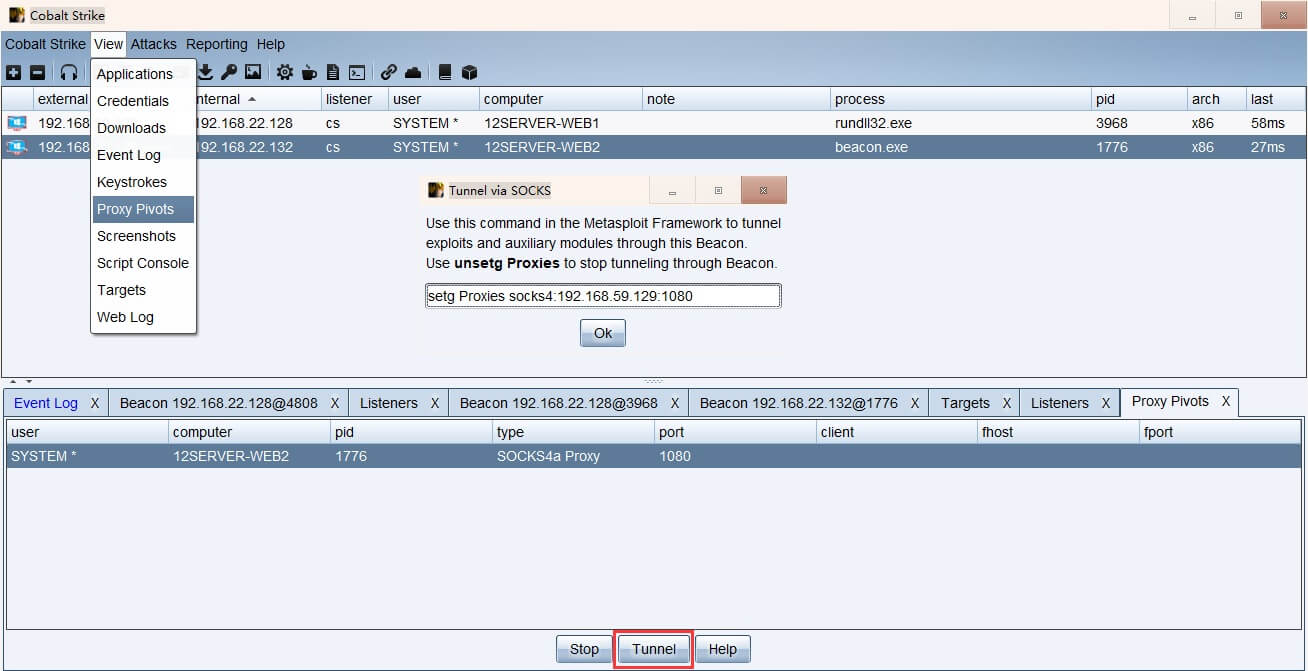 Cobalt Strike
Cobalt Strike View Attacks Reporting Help
Applications
Credentials
Downloads
Event Log
Keystrokes
Proxy Pivots
Screenshots
Script Console
Targets
Web Log
external nternal listener user computer note process pid arch last
192.168 192.168.22.128 cs SYSTEM * 12SERVER-WEB1 rundll32.exe 3968 x86 58ms
192.168 192.168.22.132 cs SYSTEM * 12SERVER-WEB2 beacon.exe 1776 x86 27ms
Tunnel via SOCKS
Use this command in the Metasploit Framework to tunnel
exploits and auxiliary modules through this Beacon.
Use unsetg Proxies to stop tunneling through Beacon.
setg Proxies socks4:192.168.59.129:1080
Ok
Event Log X Beacon 192.168.22.128@4808 X Listeners X Beacon 192.168.22.128@3968 X Beacon 192.168.22.132@1776 X Targets X Listeners X Proxy Pivots X
user computer pid type port client fhost fport
SYSTEM * 12SERVER-WEB2 1776 SOCKS4a Proxy 1080
Stop Tunnel Help